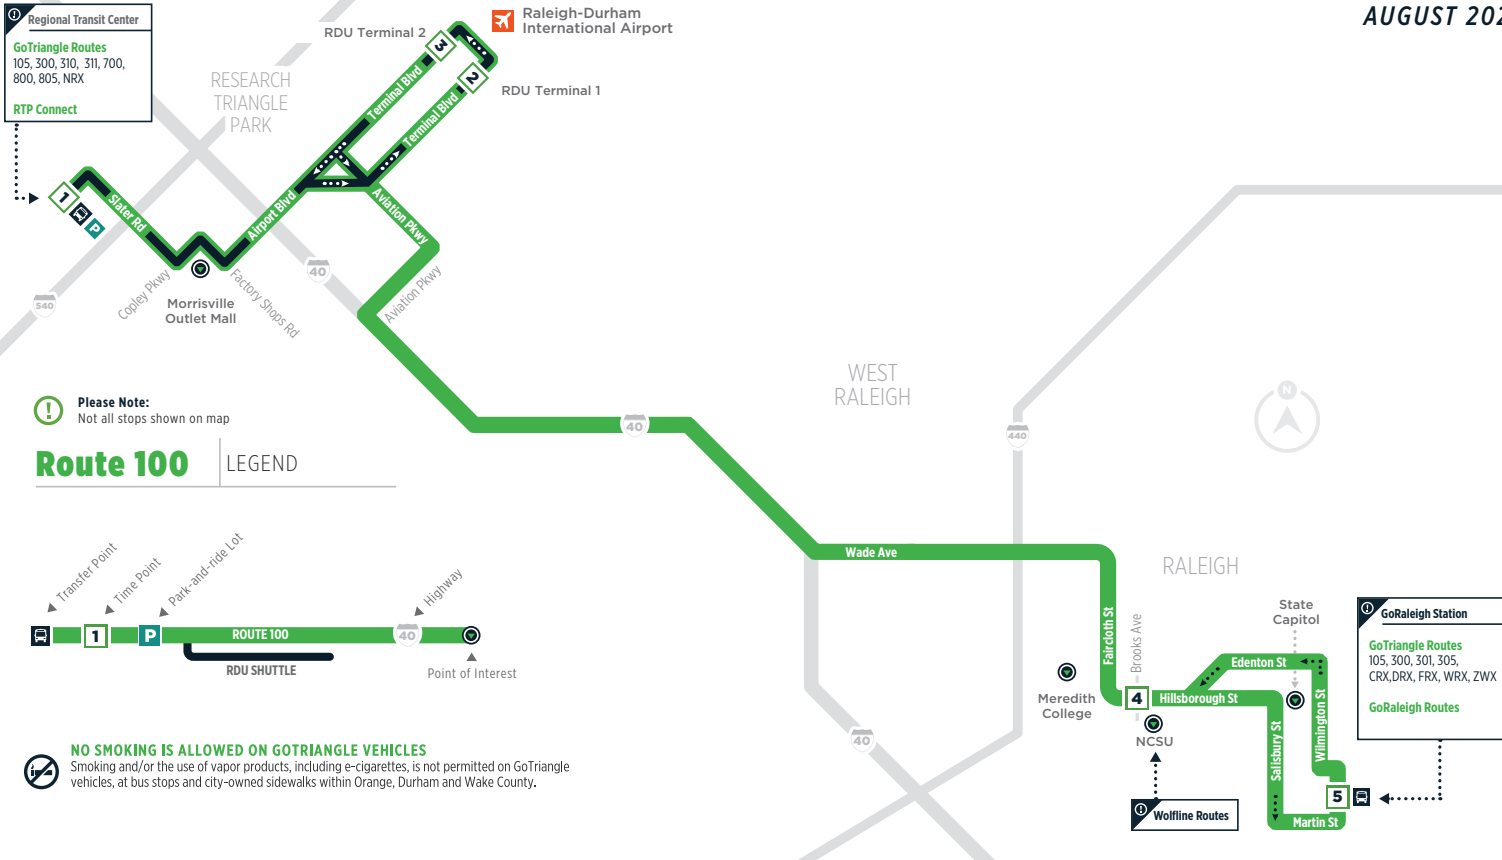 Regional Transit Center
GoTriangle Routes
105, 300, 310, 311, 700,
800, 805, NRX
RTP Connect
RDU Terminal 2
Raleigh-Durham
International Airport
AUGUST 202
RESEARCH
TRIANGLE
PARK
3
2
RDU Terminal 1
Terminal Blvd
Terminal Blvd
1
P
Slater Rd
Airport Blvd
Aviation Pkwy
Aviation Pkwy
Copley Pkwy
Factory Shops Rd
540
40
Morrisville
Outlet Mall
WEST
RALEIGH
N
40
440
Please Note:
Not all stops shown on map
Route 100
LEGEND
Transfer Point
Time Point
Park-and-ride Lot
Highway
1
P
ROUTE 100
40
RDU SHUTTLE
Point of Interest
Wade Ave
RALEIGH
Faircloth St
Brooks Ave
State
Capitol
Edenton St
4
Hillsborough St
Meredith
College
NCSU
Salisbury St
Wilmington St
5
Martin St
40
Wolfline Routes
GoRaleigh Station
GoTriangle Routes
105, 300, 301, 305,
CRX,DRX, FRX, WRX, ZWX
GoRaleigh Routes
NO SMOKING IS ALLOWED ON GOTRIANGLE VEHICLES
Smoking and/or the use of vapor products, including e-cigarettes, is not permitted on GoTriangle
vehicles, at bus stops and city-owned sidewalks within Orange, Durham and Wake County.